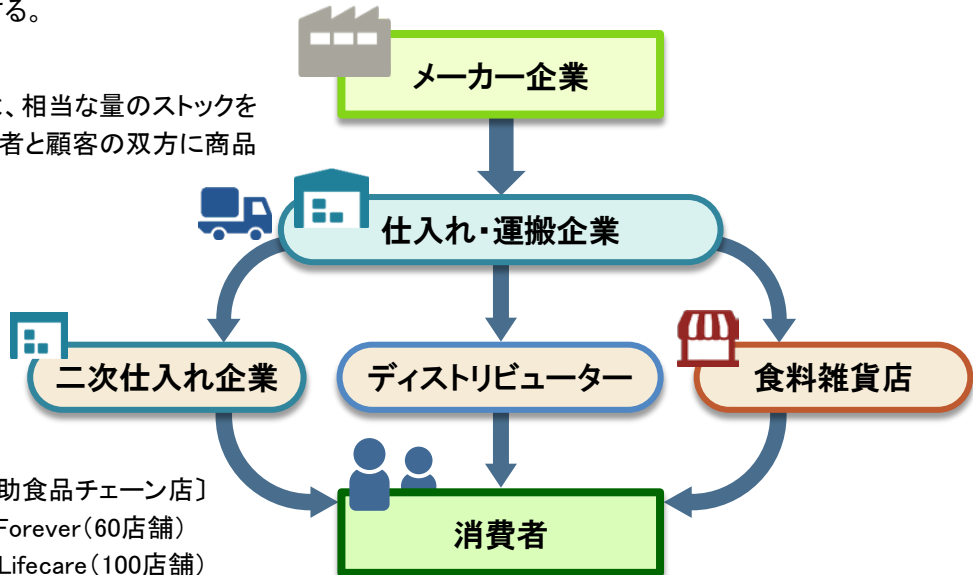 る。
メーカー企業
、相当な量のストックを
者と顧客の双方に商品
仕入れ・運搬企業
二次仕入れ企業
ディストリビューター
食料雑貨店
助食品チェーン店〕
Forever(60店舗)
Lifecare(100店舗)
消費者